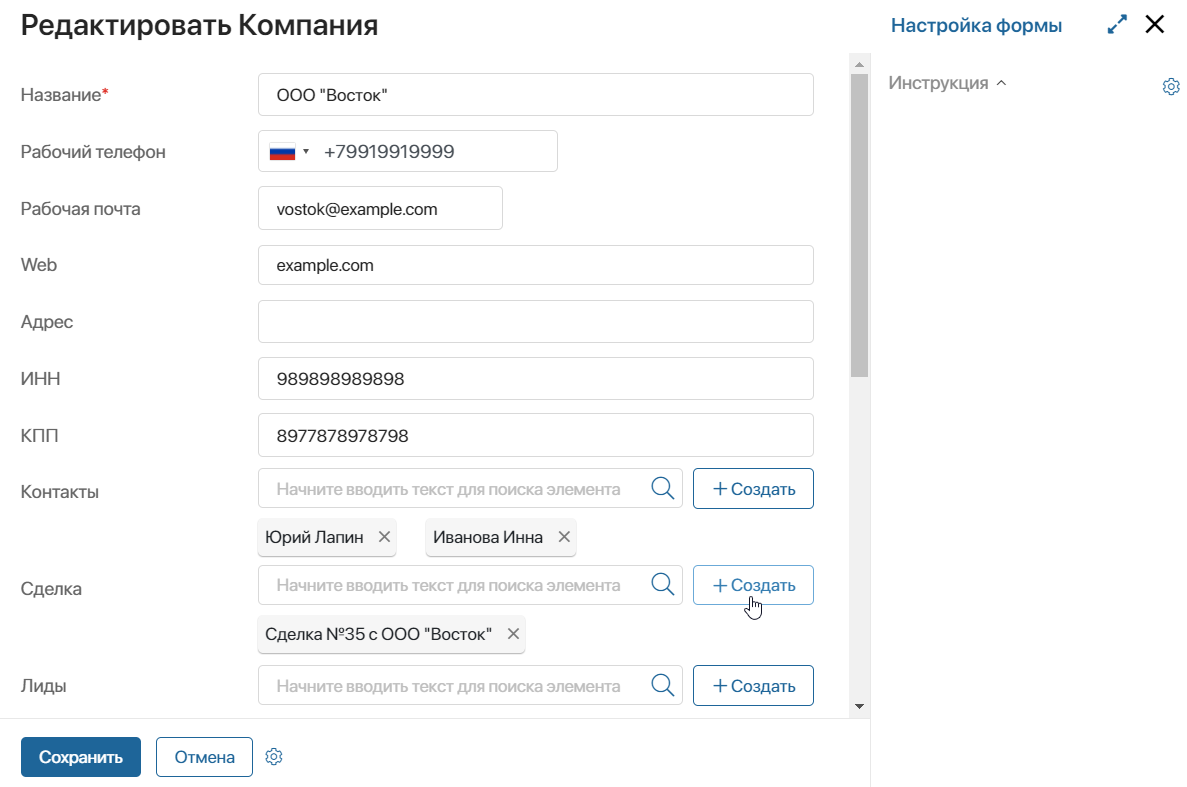 Редактировать Компания
Настройка формы
Инструкция
Название*
ООО "Восток"
Рабочий телефон
+79919919999
Рабочая почта
vostok@example.com
Web
example.com
Адрес
ИНН
989898989898
КПП
8977878978798
Контакты
Начните вводить текст для поиска элемента
+ Создать
Юрий Лапин
Иванова Инна
Сделка
Начните вводить текст для поиска элемента
+ Создать
Сделка №35 с ООО "Восток"
Лиды
Начните вводить текст для поиска элемента
+ Создать
Сохранить
Отмена